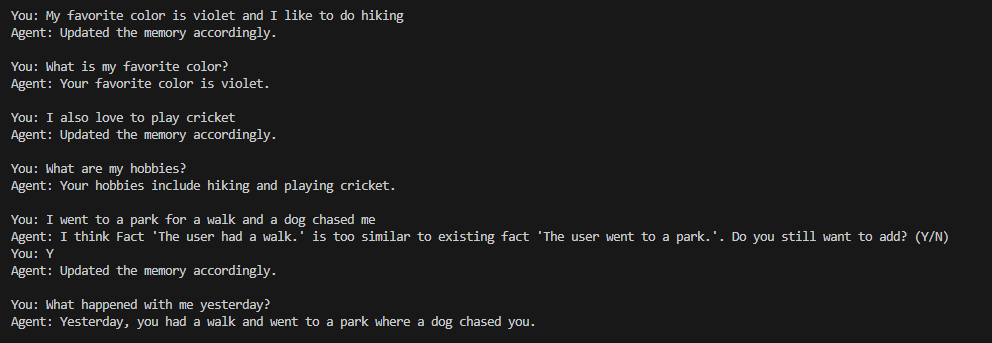 You: My favorite color is violet and I like to do hiking
Agent: Updated the memory accordingly.
You: What is my favorite color?
Agent: Your favorite color is violet.
You: I also love to play cricket
Agent: Updated the memory accordingly.
You: What are my hobbies?
Agent: Your hobbies include hiking and playing cricket.
You: I went to a park for a walk and a dog chased me
Agent: I think Fact 'The user had a walk.' is too similar to existing fact 'The user went to a park.'. Do you still want to add? (Y/N)
You: Y
Agent: Updated the memory accordingly.
You: What happened with me yesterday?
Agent: Yesterday, you had a walk and went to a park where a dog chased you.